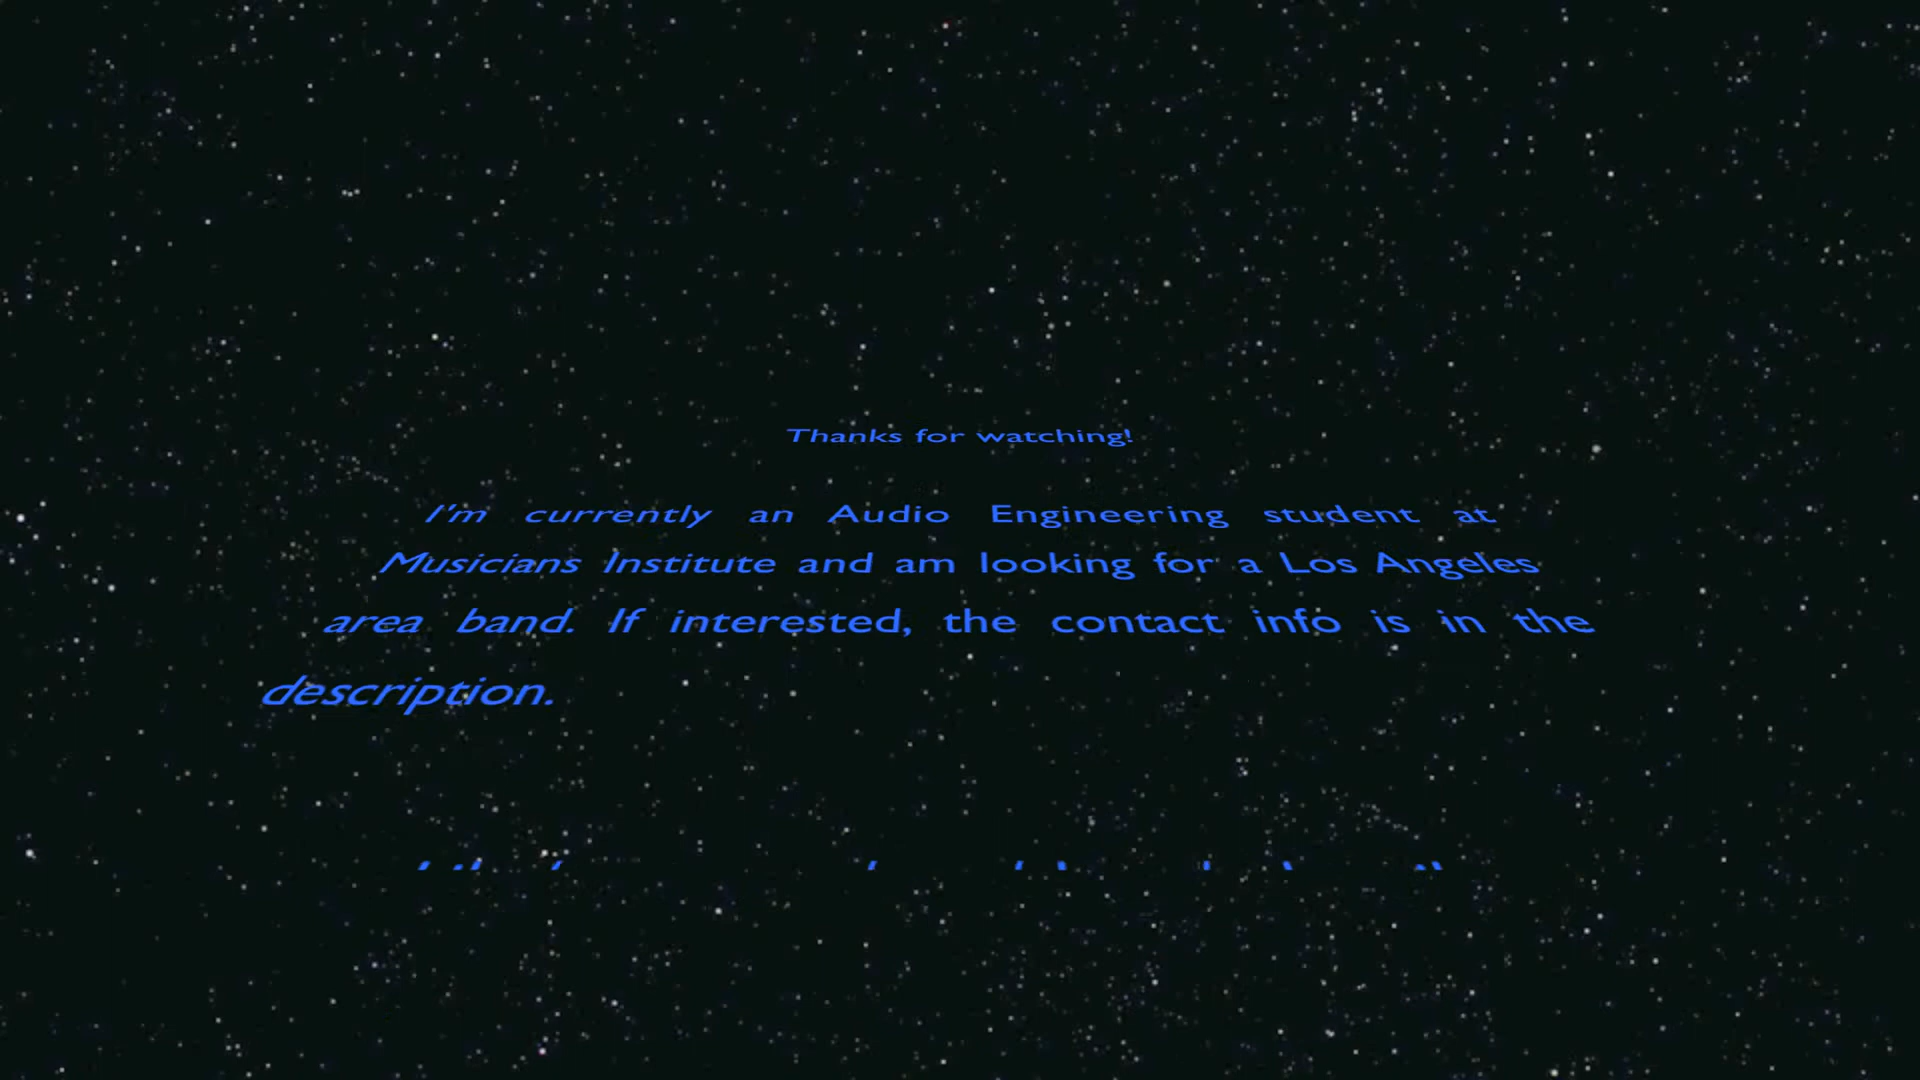 Thanks for watching!
I'm currently an Audio Engineering student at
Musicians Institute and am looking for a Los Angeles
area band. If interested, the contact info is in the
description.